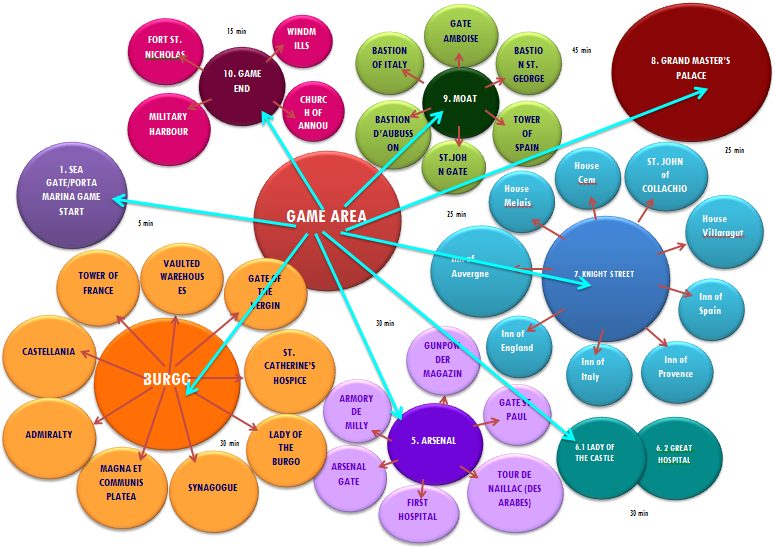 15 min
FORT ST.
NICHOLAS
WINDM
ILLS
10. GAME
END
MILITARY
HARBOUR
CHURC
H OF
ANNOU
GATE
AMBOISE
BASTION
OF ITALY
BASTIO
N ST.
GEORGE
45 min
9. MOAT
BASTION
D'AUBUSS
ON
TOWER
OF
SPAIN
ST.JOH
N GATE
8. GRAND MASTER'S
PALACE
25 min
1. SEA
GATE/PORTA
MARINA GAME
START
5 min
GAME AREA
25 min
House
Cem
ST. JOHN
of
COLLACHIO
House
Melais
House
Villaragut
Inn of
Auvergne
7. KNIGHT STREET
Inn of
Spain
Inn of
England
Inn of
Italy
Inn of
Provence
TOWER OF
FRANCE
VAULTED
WAREHOUS
ES
GATE OF
THE
VERGIN
CASTELLANIA
BURGO
ST.
CATHERINE'S
HOSPICE
ADMIRALTY
30 min
LADY OF
THE
BURGO
MAGNA ET
COMMUNIS
PLATEA
SYNAGOGUE
30 min
GUNPOW
DER
MAGAZIN
ARMORY
DE
MILLY
GATE ST.
PAUL
5. ARSENAL
ARSENAL
GATE
FIRST
HOSPITAL
TOUR DE
NAILLAC (DES
ARABES)
6.1 LADY OF
THE CASTLE
6. 2 GREAT
HOSPITAL
30 min